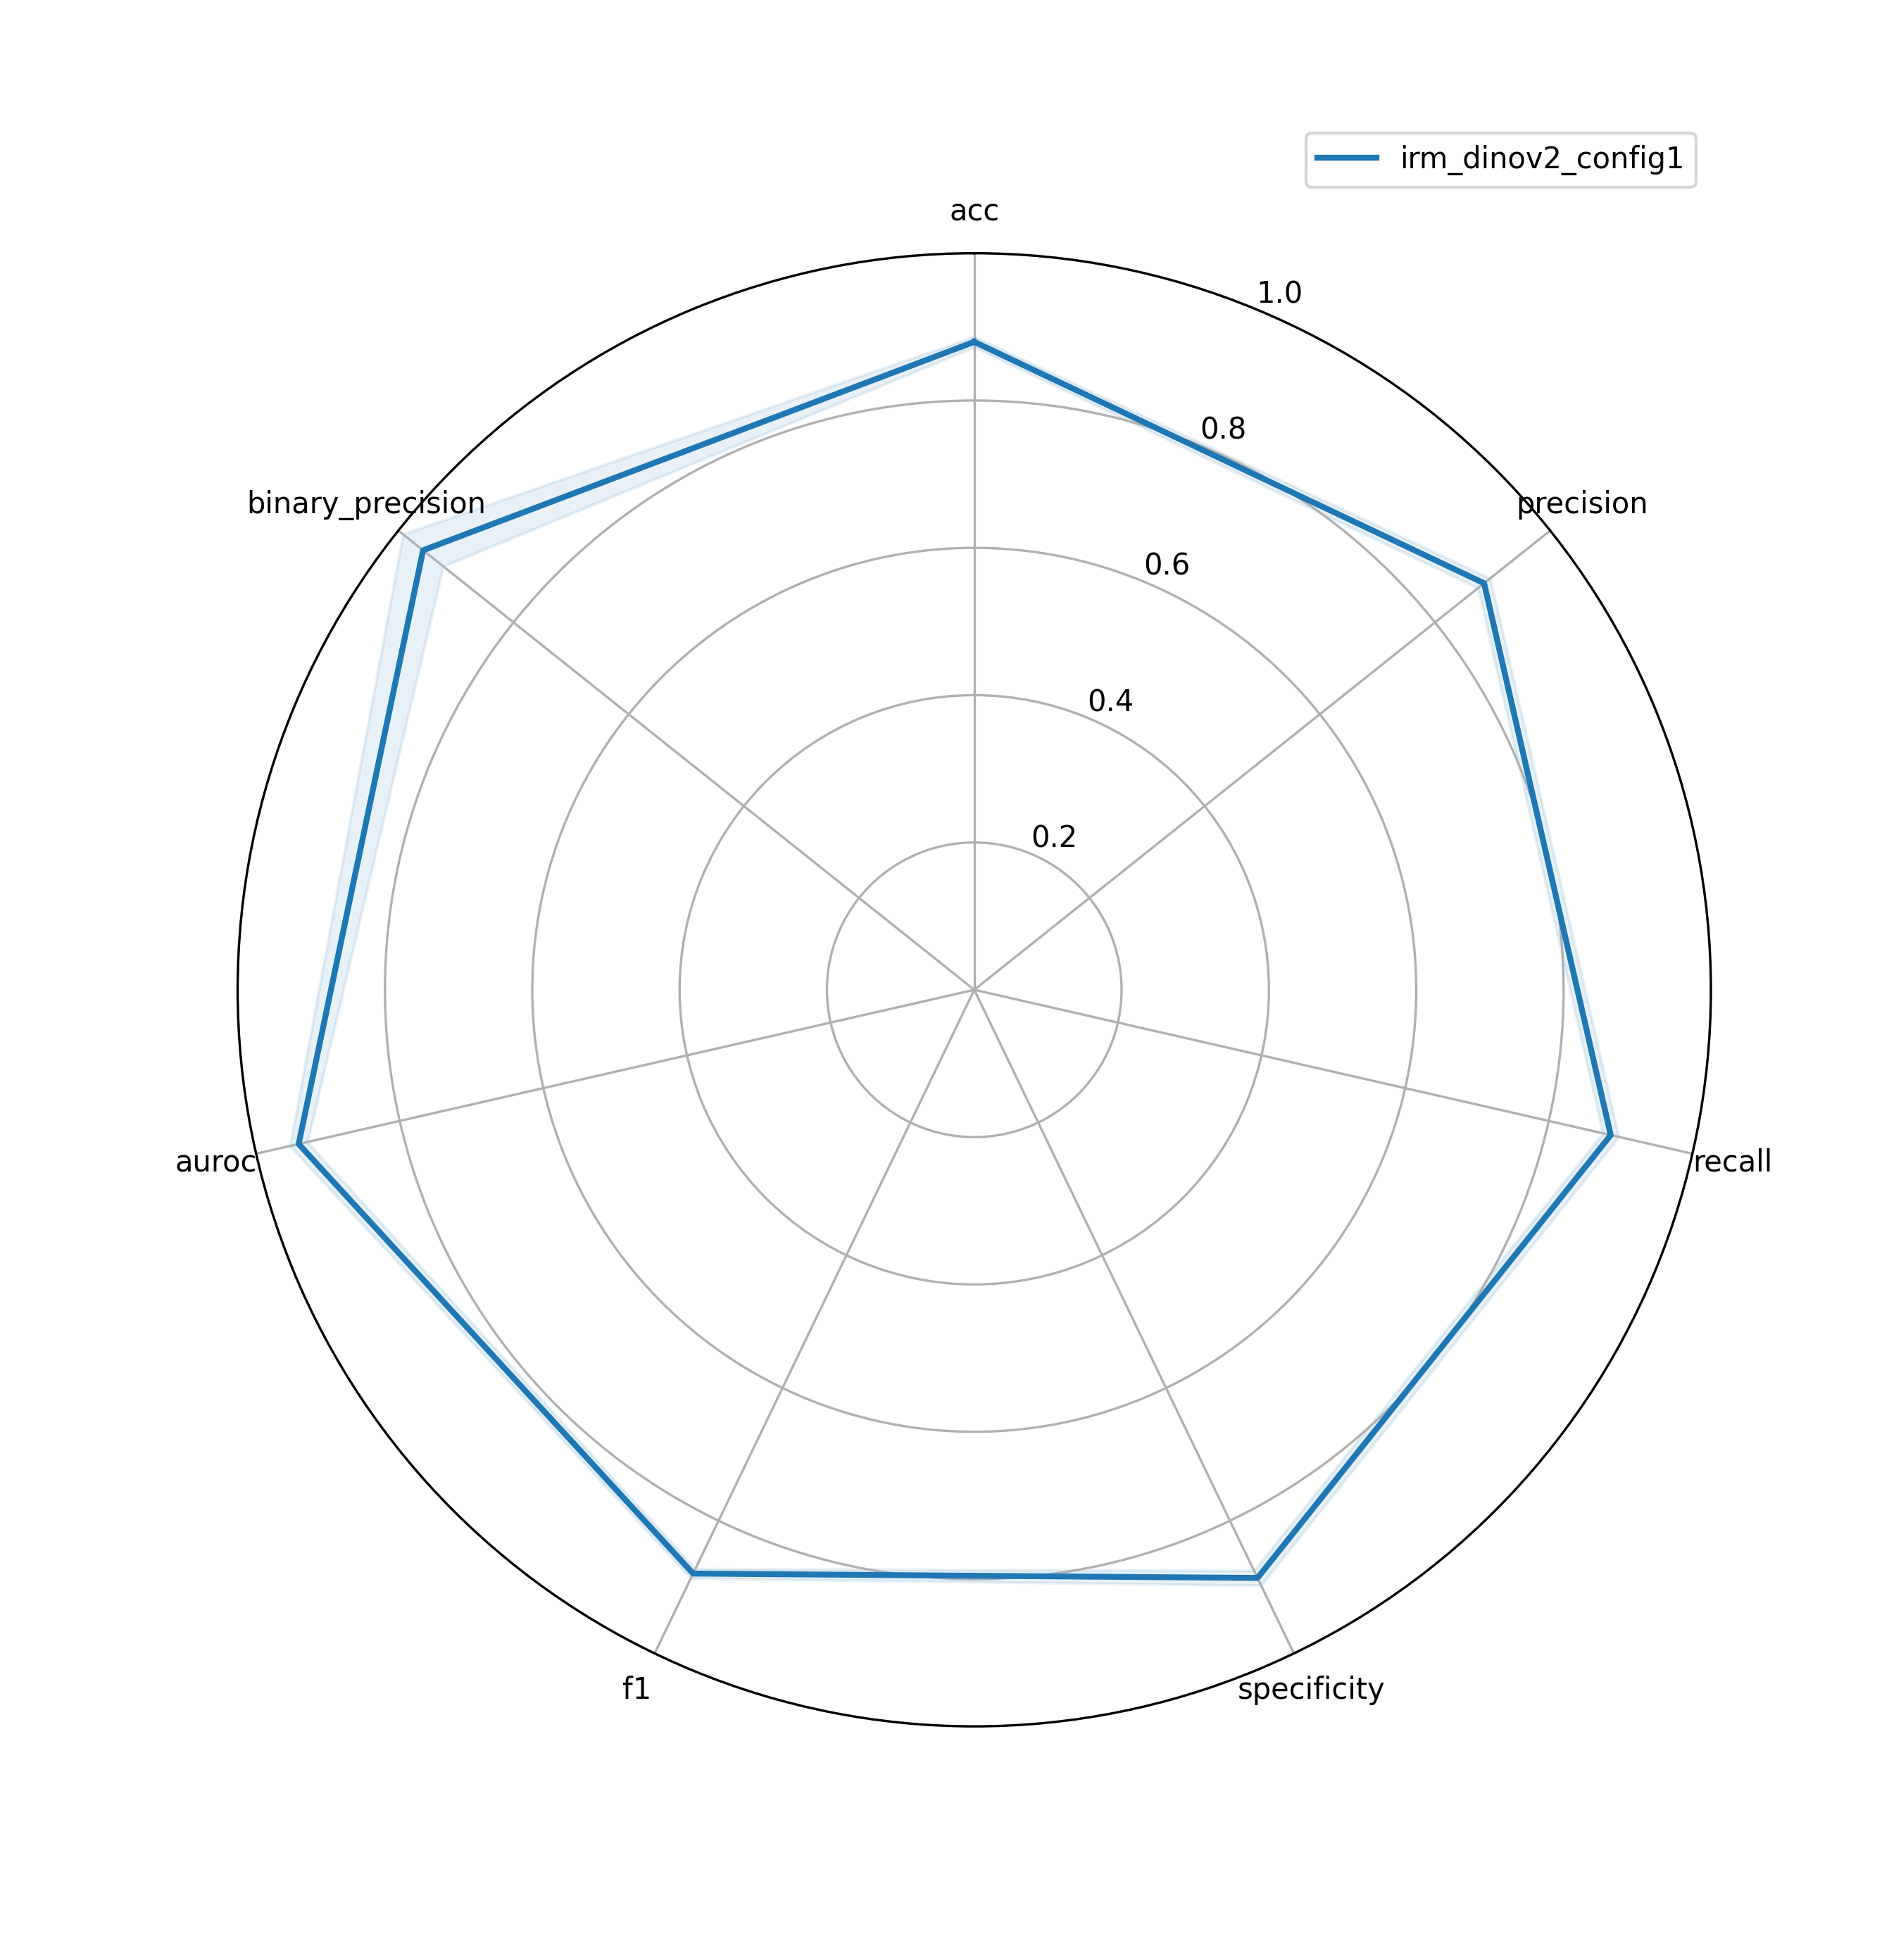 irm_dinov2_config1
acc
1.0
0.8
binary_precision
precision
0.6
0.4
0.2
auroc
recall
f1
specificity